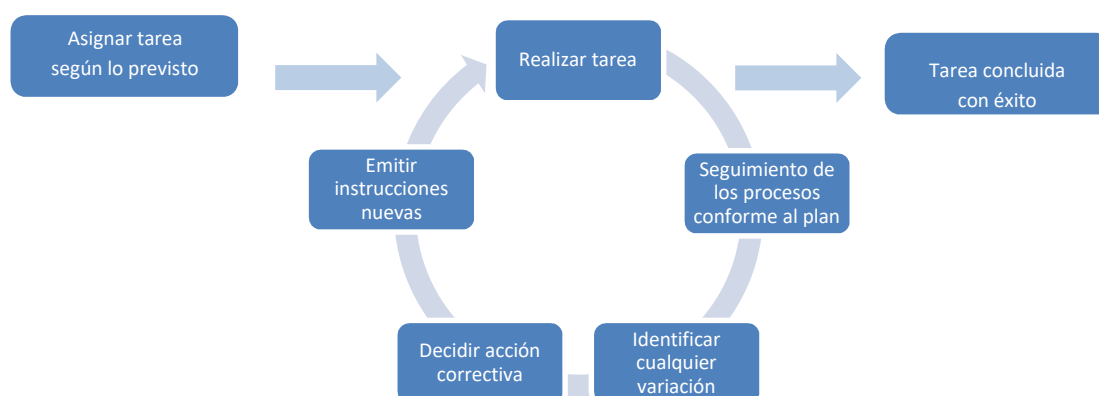 Asignar tarea
según lo previsto
Realizar tarea
Tarea concluida
con éxito
Seguimiento de
los procesos
conforme al plan
Identificar
cualquier
variación
Decidir acción
correctiva
Emitir
instrucciones
nuevas